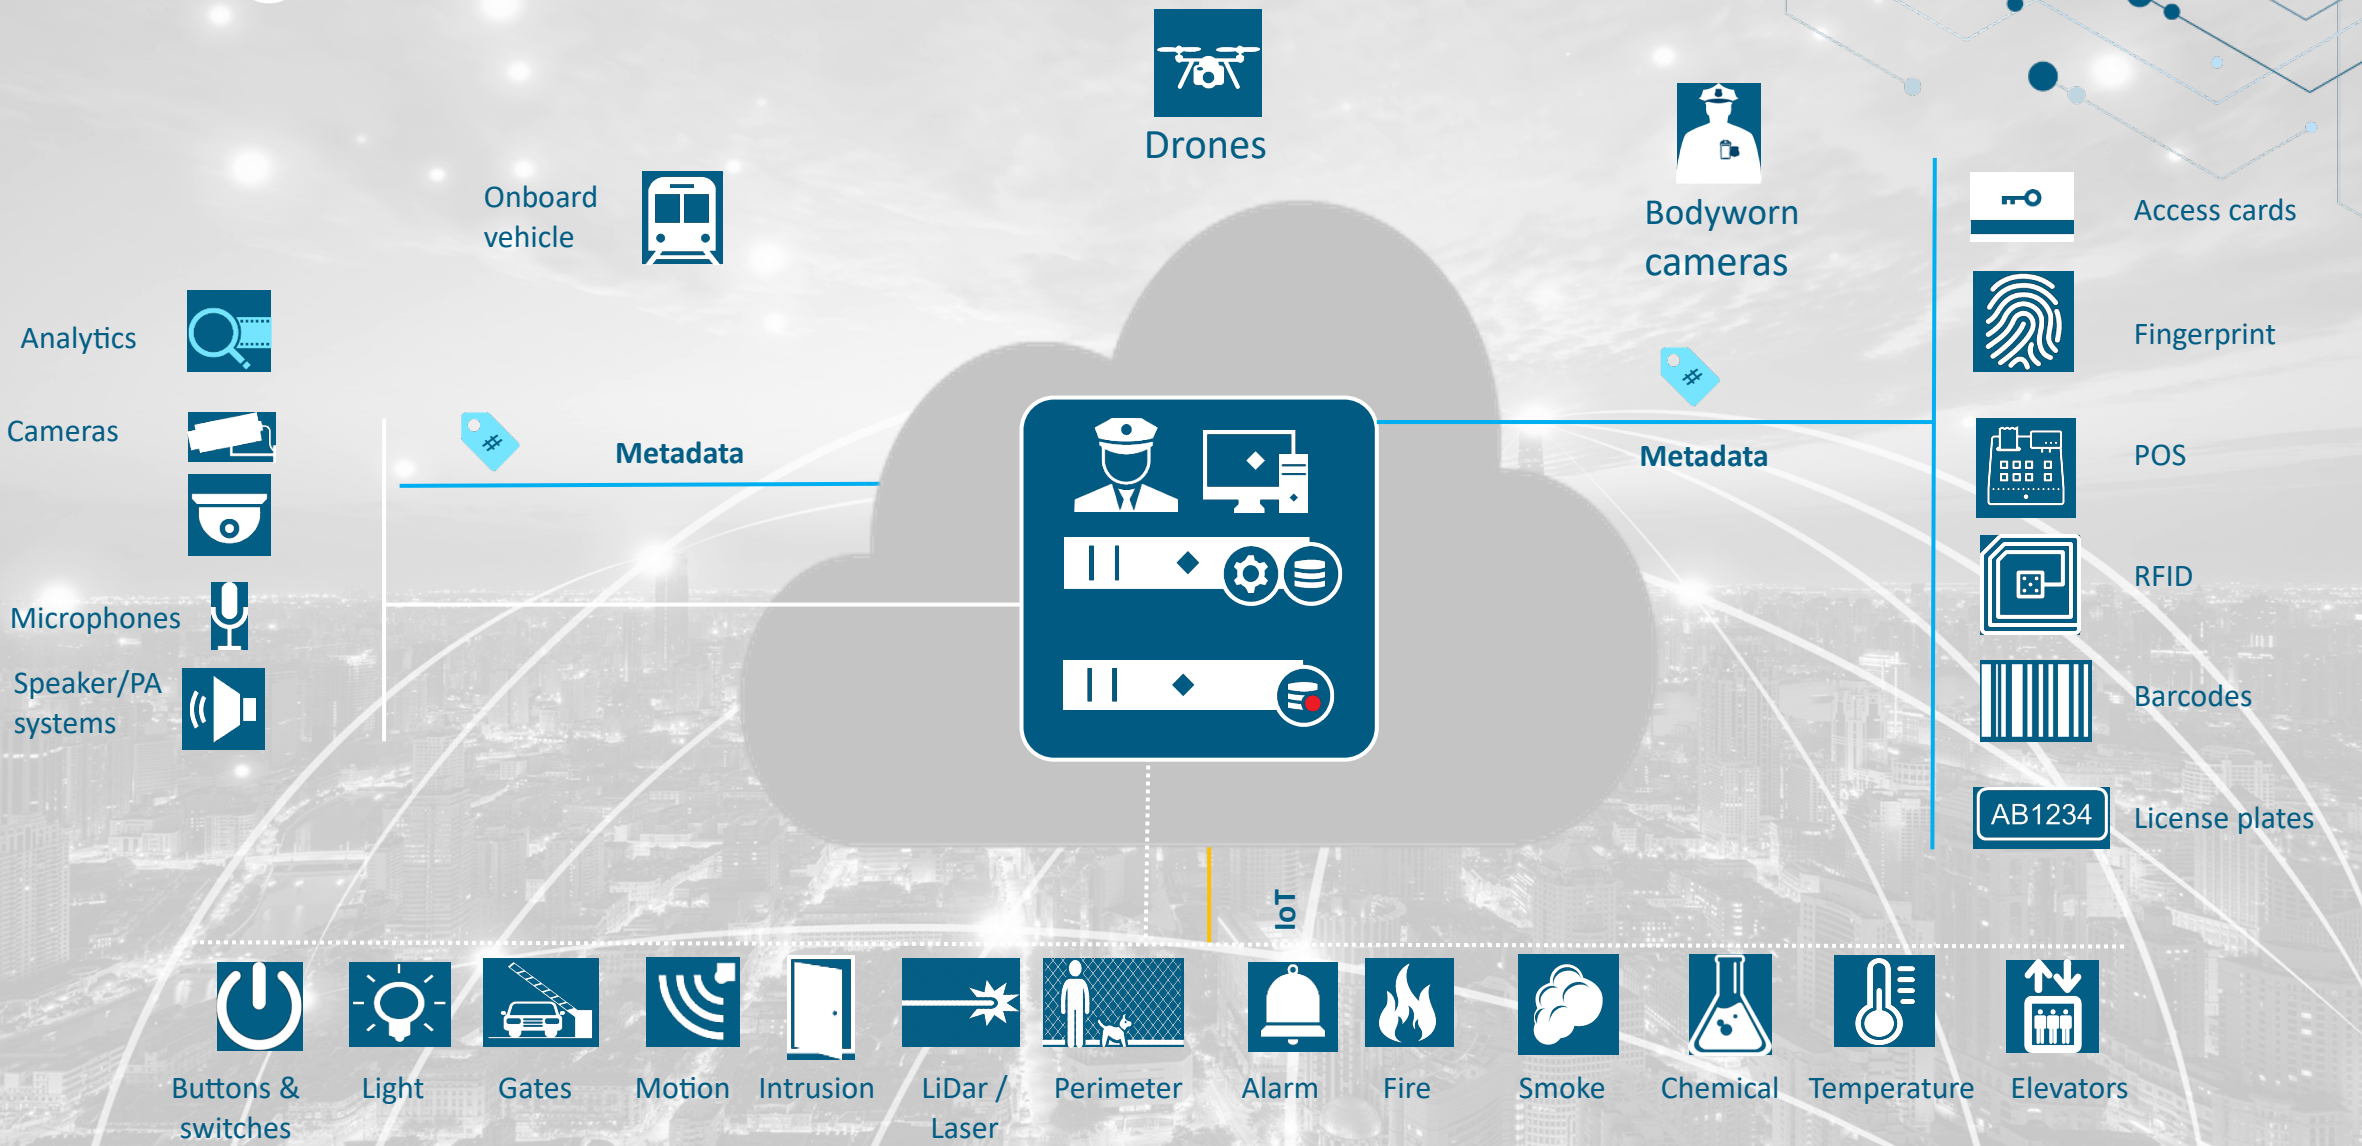 Drones
Onboard
vehicle
Bodyworn
cameras
Access cards
Analytics
Fingerprint
#
Cameras
#
Metadata
Metadata
POS
RFID
Microphones
Speaker/PA
systems
Barcodes
AB1234
License plates
IoT
Buttons &
switches
Light
Gates
Motion
Intrusion
LiDar /
Laser
Perimeter
Alarm
Fire
Smoke
Chemical
Temperature
Elevators